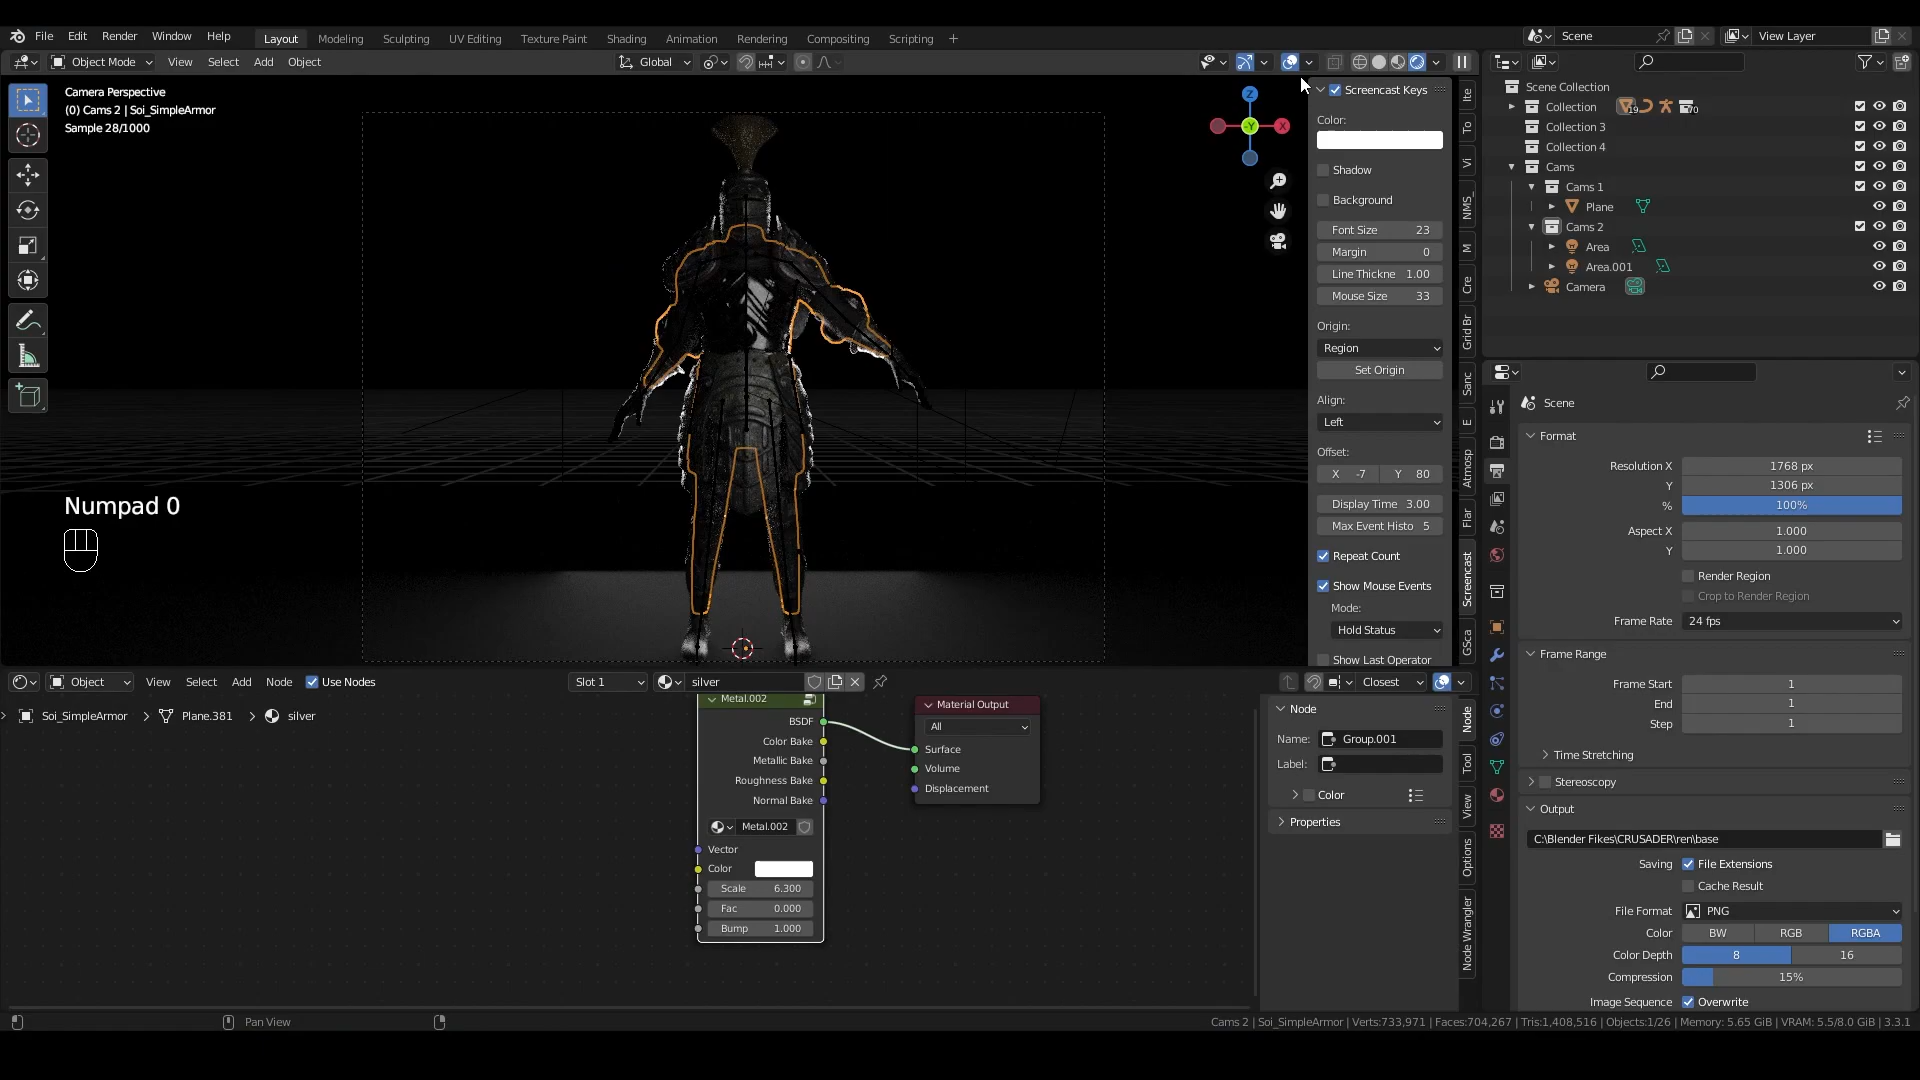 File Edit Render Window Help Layout Modeling Sculpting UV Editing Texture Paint Shading Animation Rendering Compositing Scripting + Scene View Layer
Object Mode View Select Add Object Global
Camera Perspective
(0) Cams 2 | Soi_SimpleArmor
Sample 28/1000
Numpad 0
Z
-Y
X
Screencast Keys
Color:
Shadow
Background
Font Size 23
Margin 0
Line Thickne 1.00
Mouse Size 33
Origin:
Region
Set Origin
Align:
Left
Offset:
X -7 Y 80
Display Time 3.00
Max Event Histo 5
Repeat Count
Show Mouse Events
Mode:
Hold Status
Show Last Operator
Ite
To
Vi
NMS_
M
Cre
Grid Br
Sanc
E
Atmosp
Flar
Screencast
GSca
Scene Collection
Collection 19 70
Collection 3
Collection 4
Cams
Cams 1
Plane
Cams 2
Area
Area.001
Camera
Scene
Format
Resolution X 1768 px
Y 1306 px
% 100%
Aspect X 1.000
Y 1.000
Render Region
Crop to Render Region
Frame Rate 24 fps
Frame Range
Frame Start 1
End 1
Step 1
Time Stretching
Stereoscopy
Output
C:\Blender Fikes\CRUSADER\ren\base
Saving File Extensions
Cache Result
File Format PNG
Color BW RGB RGBA
Color Depth 8 16
Compression 15%
Image Sequence Overwrite
Object View Select Add Node Use Nodes Slot 1 silver Closest
Soi_SimpleArmor > Plane.381 > silver
Metal.002
BSDF
Color Bake
Metallic Bake
Roughness Bake
Normal Bake
Metal.002
Vector
Color
Scale 6.300
Fac 0.000
Bump 1.000
Material Output
All
Surface
Volume
Displacement
Node
Name: Group.001
Label:
Color
Properties
Node
Tool
View
Options
Node Wrangler
Pan View
Cams 2 | Soi_SimpleArmor | Verts:733,971 | Faces:704,267 | Tris:1,408,516 | Objects:1/26 | Memory: 5.65 GiB | VRAM: 5.5/8.0 GiB | 3.3.1